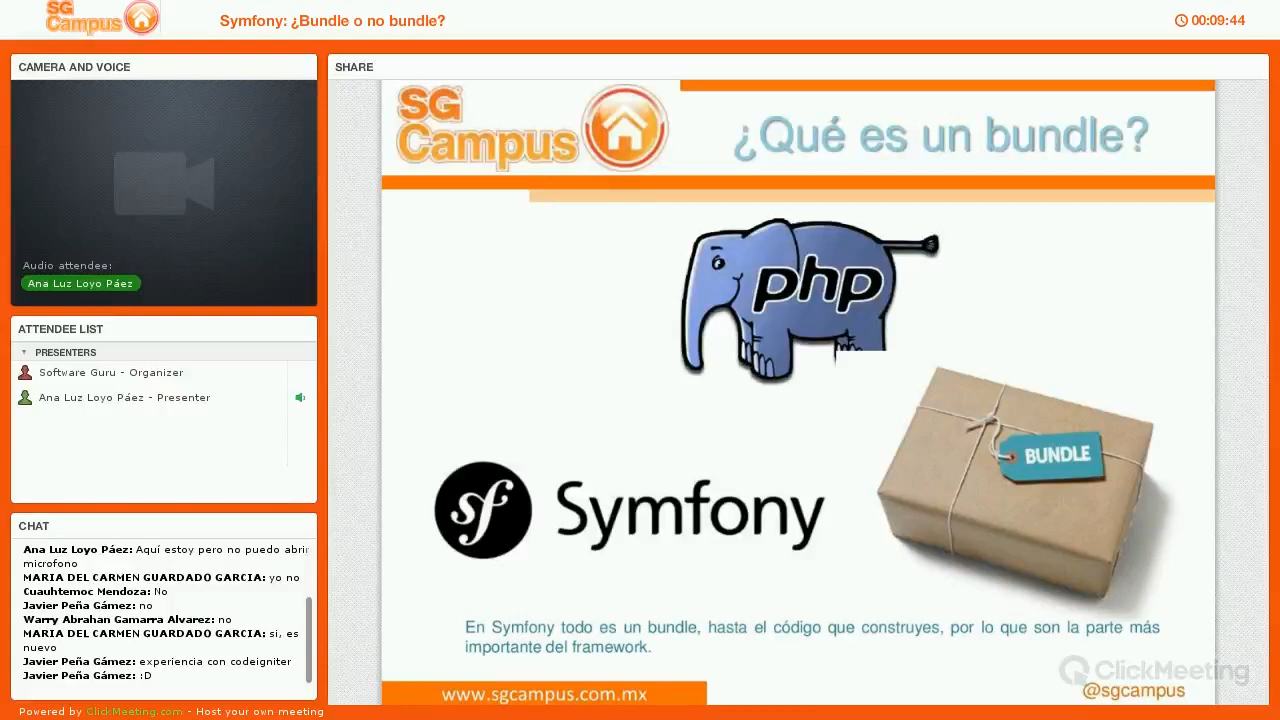 SG Campus
Symfony: ¿Bundle o no bundle?
00:09:44
CAMERA AND VOICE
Audio attendee:
Ana Luz Loyo Páez
ATTENDEE LIST
PRESENTERS
Software Guru - Organizer
Ana Luz Loyo Páez - Presenter
CHAT
Ana Luz Loyo Páez: Aquí estoy pero no puedo abrir
microfono
MARIA DEL CARMEN GUARDADO GARCIA: yo no
Cuauhtemoc Mendoza: No
Javier Peña Gámez: no
Warry Abrahan Gamarra Alvarez: no
MARIA DEL CARMEN GUARDADO GARCIA: si, es
nuevo
Javier Peña Gámez: experiencia con codeigniter
Javier Peña Gámez: :D
Powered by ClickMeeting.com - Host your own meeting
SHARE
SG
Campus
¿Qué es un bundle?
php
BUNDLE
sf Symfony
En Symfony todo es un bundle, hasta el código que construyes, por lo que son la parte más
importante del framework.
ClickMeeting
www.sgcampus.com.mx
@sgcampus